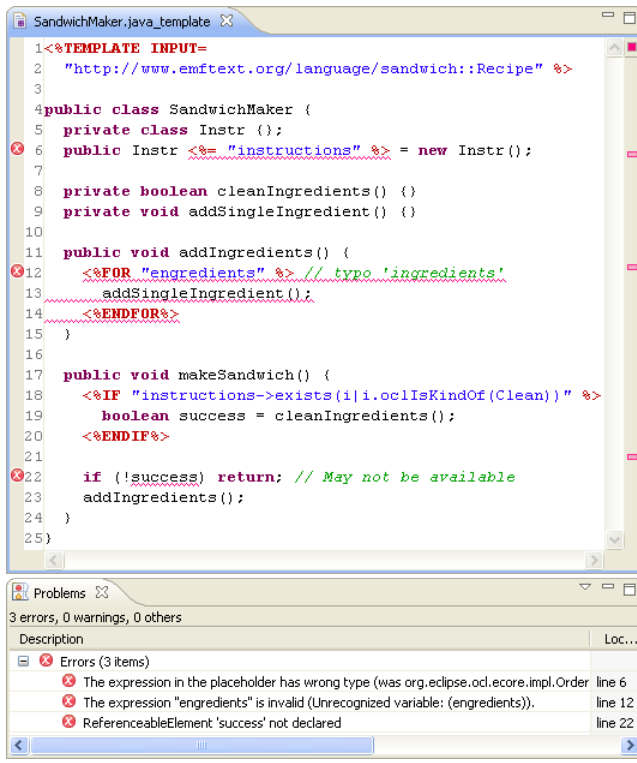 SandwichMaker.java_template
1<%TEMPLATE INPUT=
2 "http://www.emftext.org/language/sandwich::Recipe" %>
3
4public class SandwichMaker {
5 private class Instr {};
6 public Instr <%= "instructions" %> = new Instr();
7
8 private boolean cleanIngredients() {}
9 private void addSingleIngredient() {}
10
11 public void addIngredients() {
12 <%FOR "engredients" %> // typo 'ingredients'
13 addSingleIngredient();
14 <%ENDFOR%>
15 }
16
17 public void makeSandwich() {
18 <%IF "instructions->exists(i|i.oclIsKindOf(Clean))" %>
19 boolean success = cleanIngredients();
20 <%ENDIF%>
21
22 if (!success) return; // May not be available
23 addIngredients();
24 }
25}
Problems
3 errors, 0 warnings, 0 others
Description Loc...
Errors (3 items)
The expression in the placeholder has wrong type (was org.eclipse.ocl.ecore.impl.Order line 6
The expression "engredients" is invalid (Unrecognized variable: (engredients)). line 12
ReferenceableElement 'success' not declared line 22